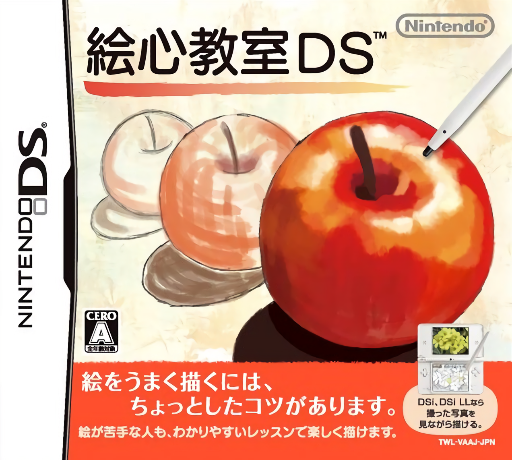 絵心教室DS™
Nintendo®
NINTENDO DS®
CERO
A
全年齢対象
絵をうまく描くには、
ちょっとしたコツがあります。
絵が苦手な人も、わかりやすいレッスンで楽しく描けます。
DSi、DSi LLなら
撮った写真を
見ながら描ける。
TWL-VAAJ-JPN